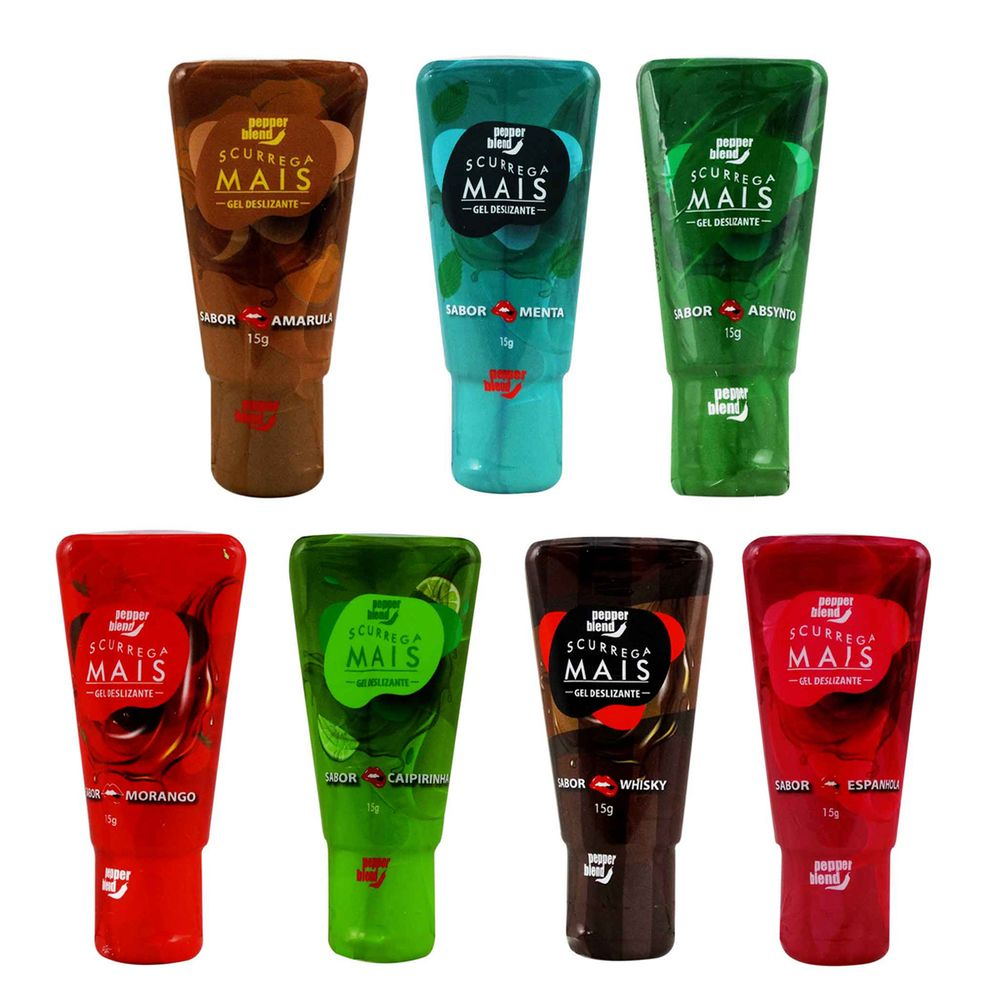 pepper
blend
SCURREGA
MAIS
GEL DESLIZANTE
SABOR AMARULA
15g
pepper
blend
pepper
blend
SCURREGA
MAIS
GEL DESLIZANTE
SABOR MENTA
15g
pepper
blend
pepper
blend
SCURREGA
MAIS
GEL DESLIZANTE
SABOR ABSYNTO
15g
pepper
blend
pepper
blend
SCURREGA
MAIS
GEL DESLIZANTE
SABOR MORANGO
15g
pepper
blend
pepper
blend
SCURREGA
MAIS
GEL DESLIZANTE
SABOR CAIPIRINHA
15g
pepper
blend
pepper
blend
SCURREGA
MAIS
GEL DESLIZANTE
SABOR WHISKY
15g
pepper
blend
pepper
blend
SCURREGA
MAIS
GEL DESLIZANTE
SABOR ESPANHOLA
15g
pepper
blend